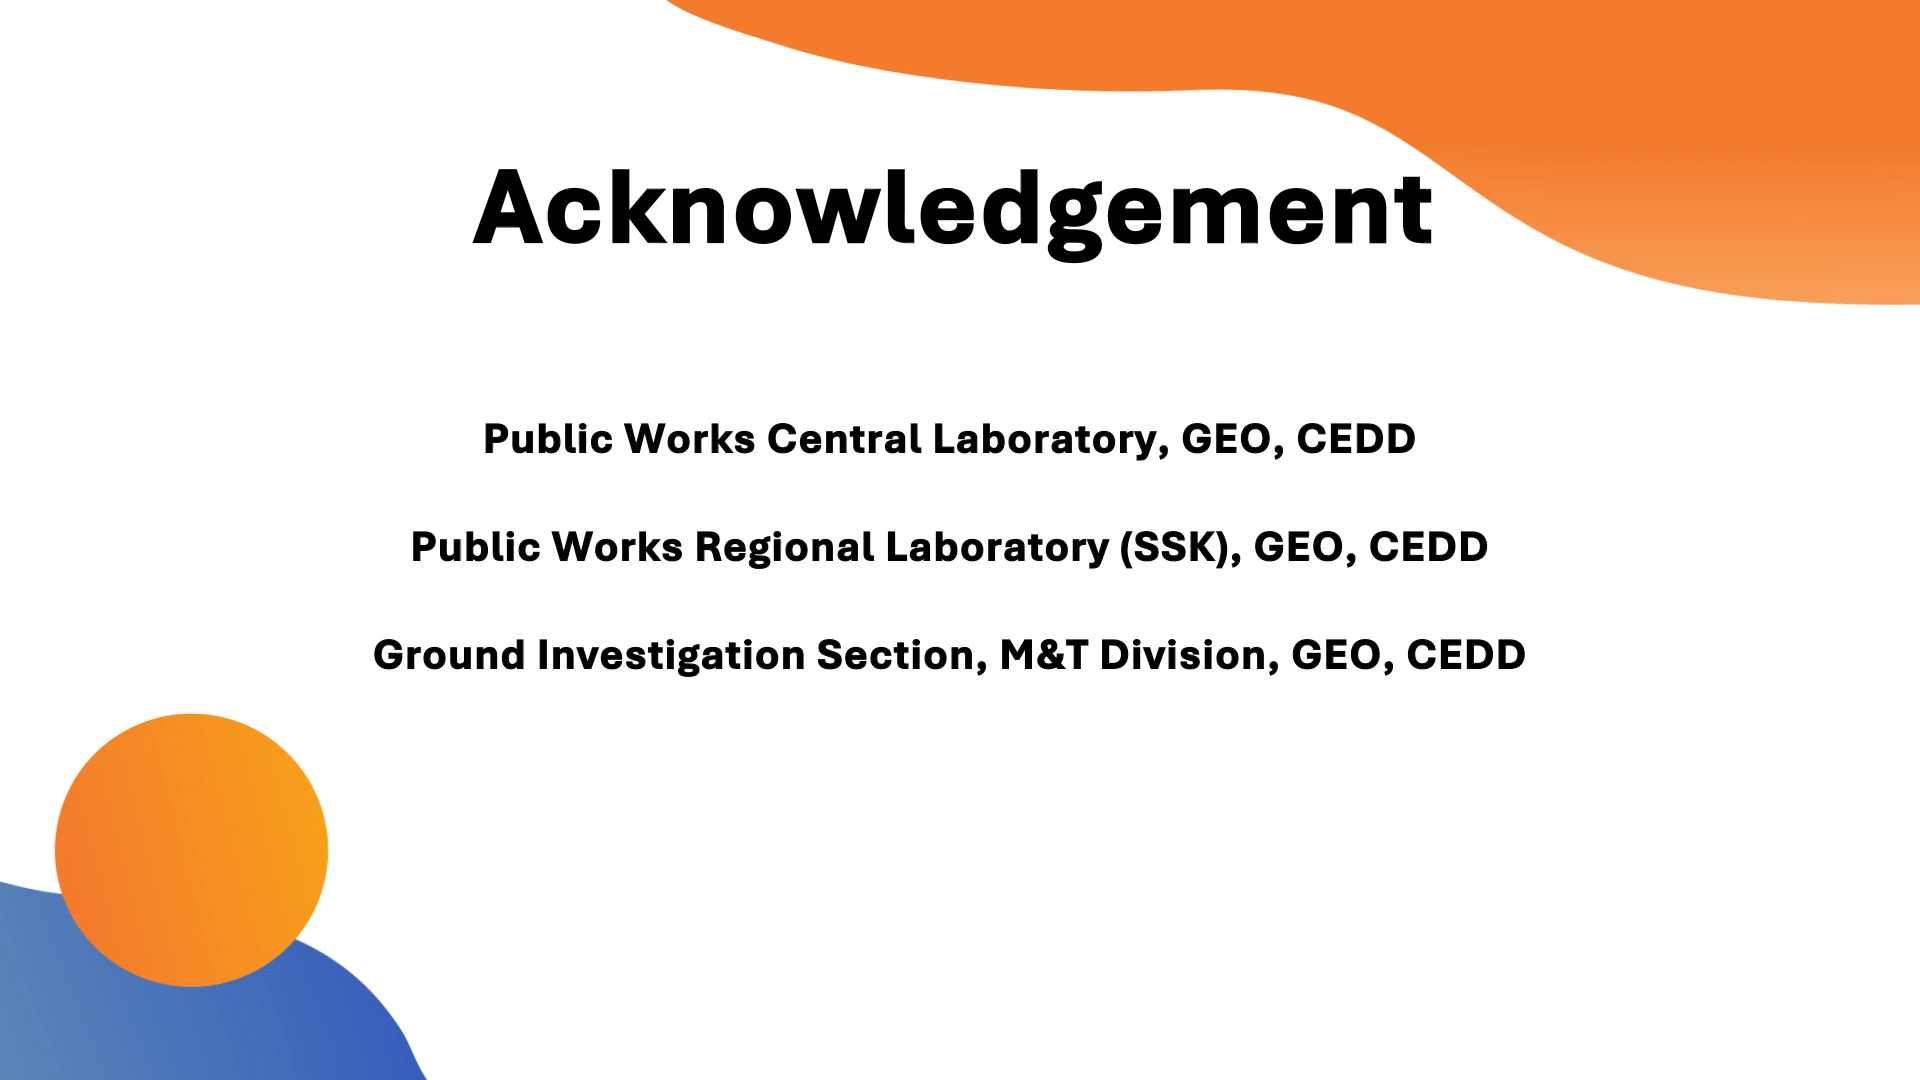 Acknowledgement
Public Works Central Laboratory, GEO, CEDD
Public Works Regional Laboratory (SSK), GEO, CEDD
Ground Investigation Section, M&T Division, GEO, CEDD